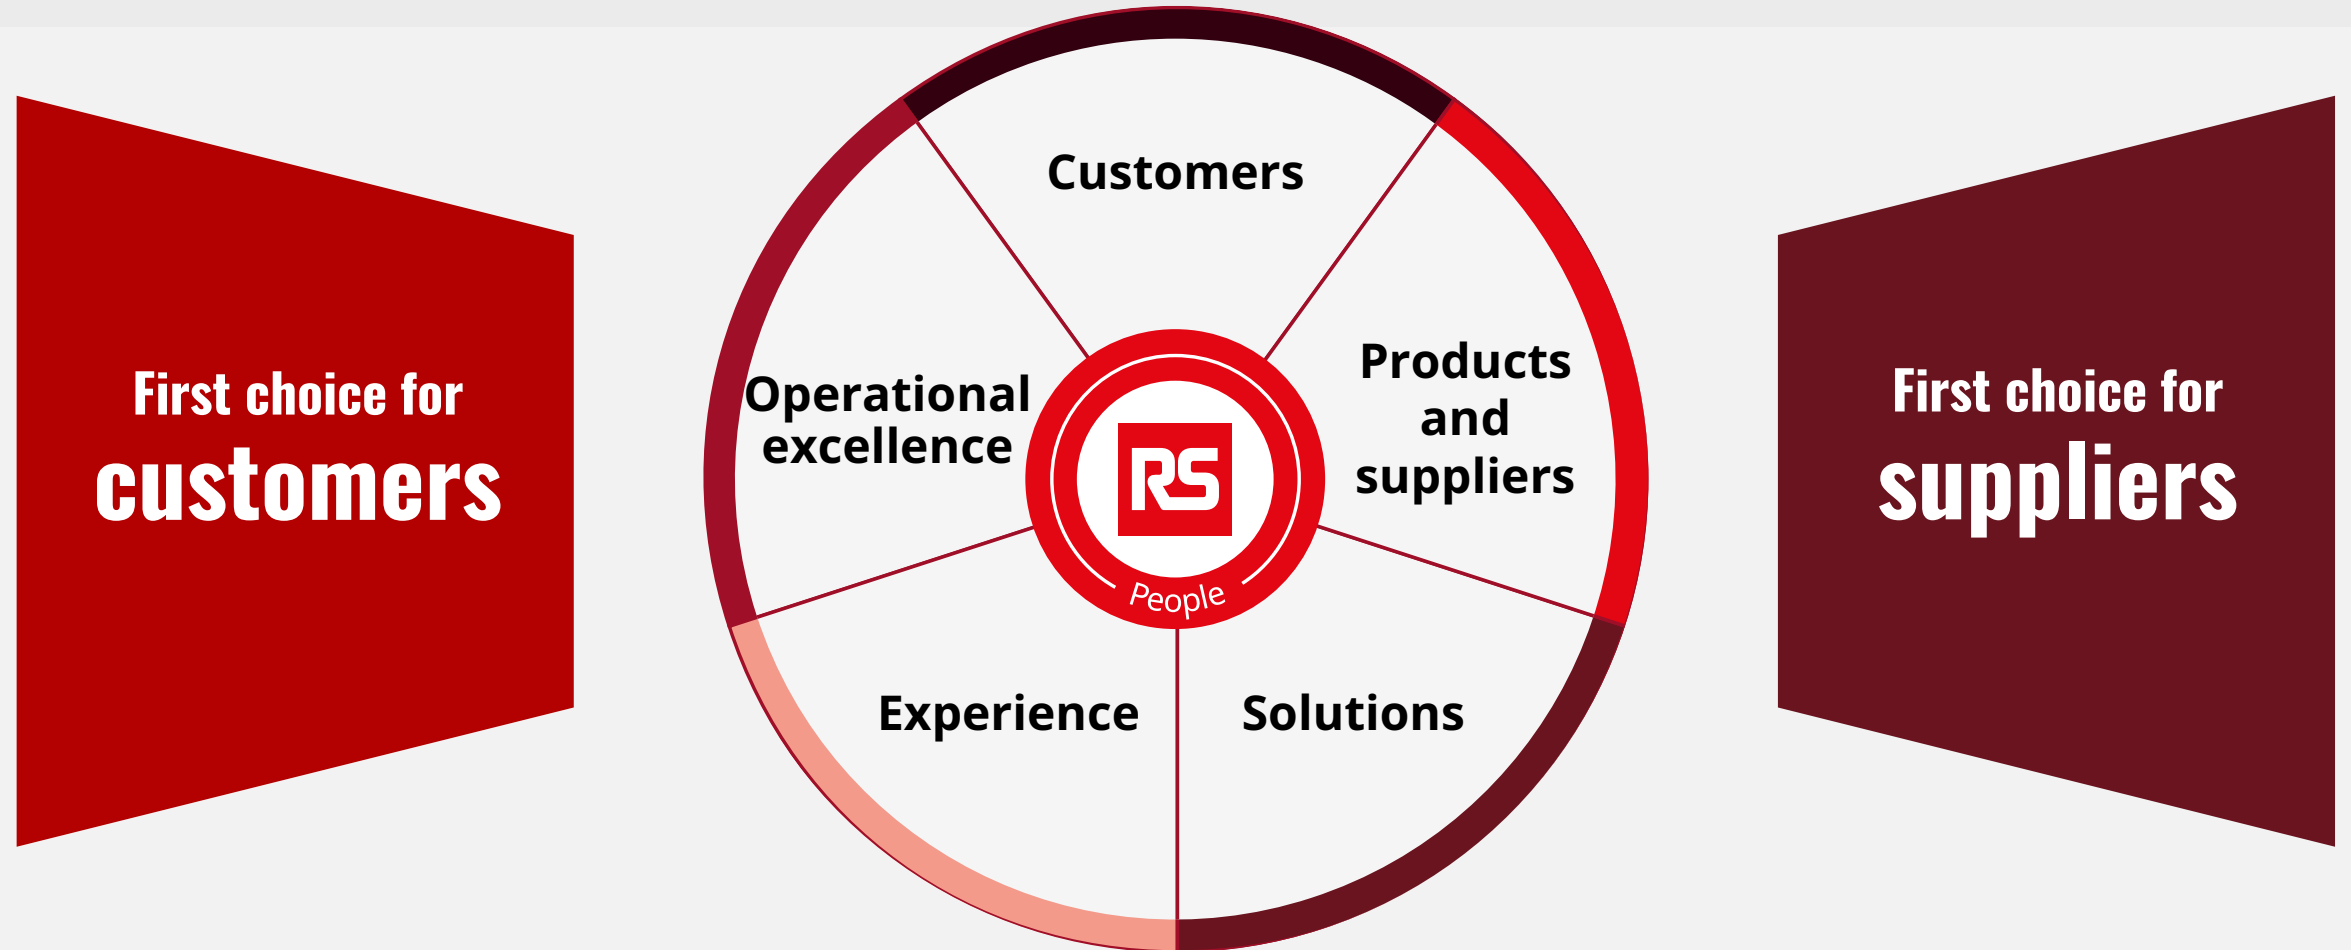 First choice for
customers
Customers
Operational
excellence
Products
and
suppliers
RS
People
Experience
Solutions
First choice for
suppliers